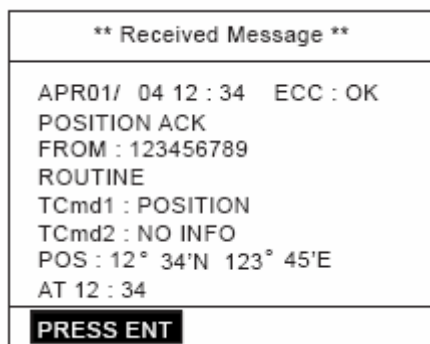 ** Received Message **
APR01/ 04 12 : 34 ECC : OK
POSITION ACK
FROM : 123456789
ROUTINE
TCmd1 : POSITION
TCmd2 : NO INFO
POS : 12° 34'N 123° 45'E
AT 12 : 34
PRESS ENT